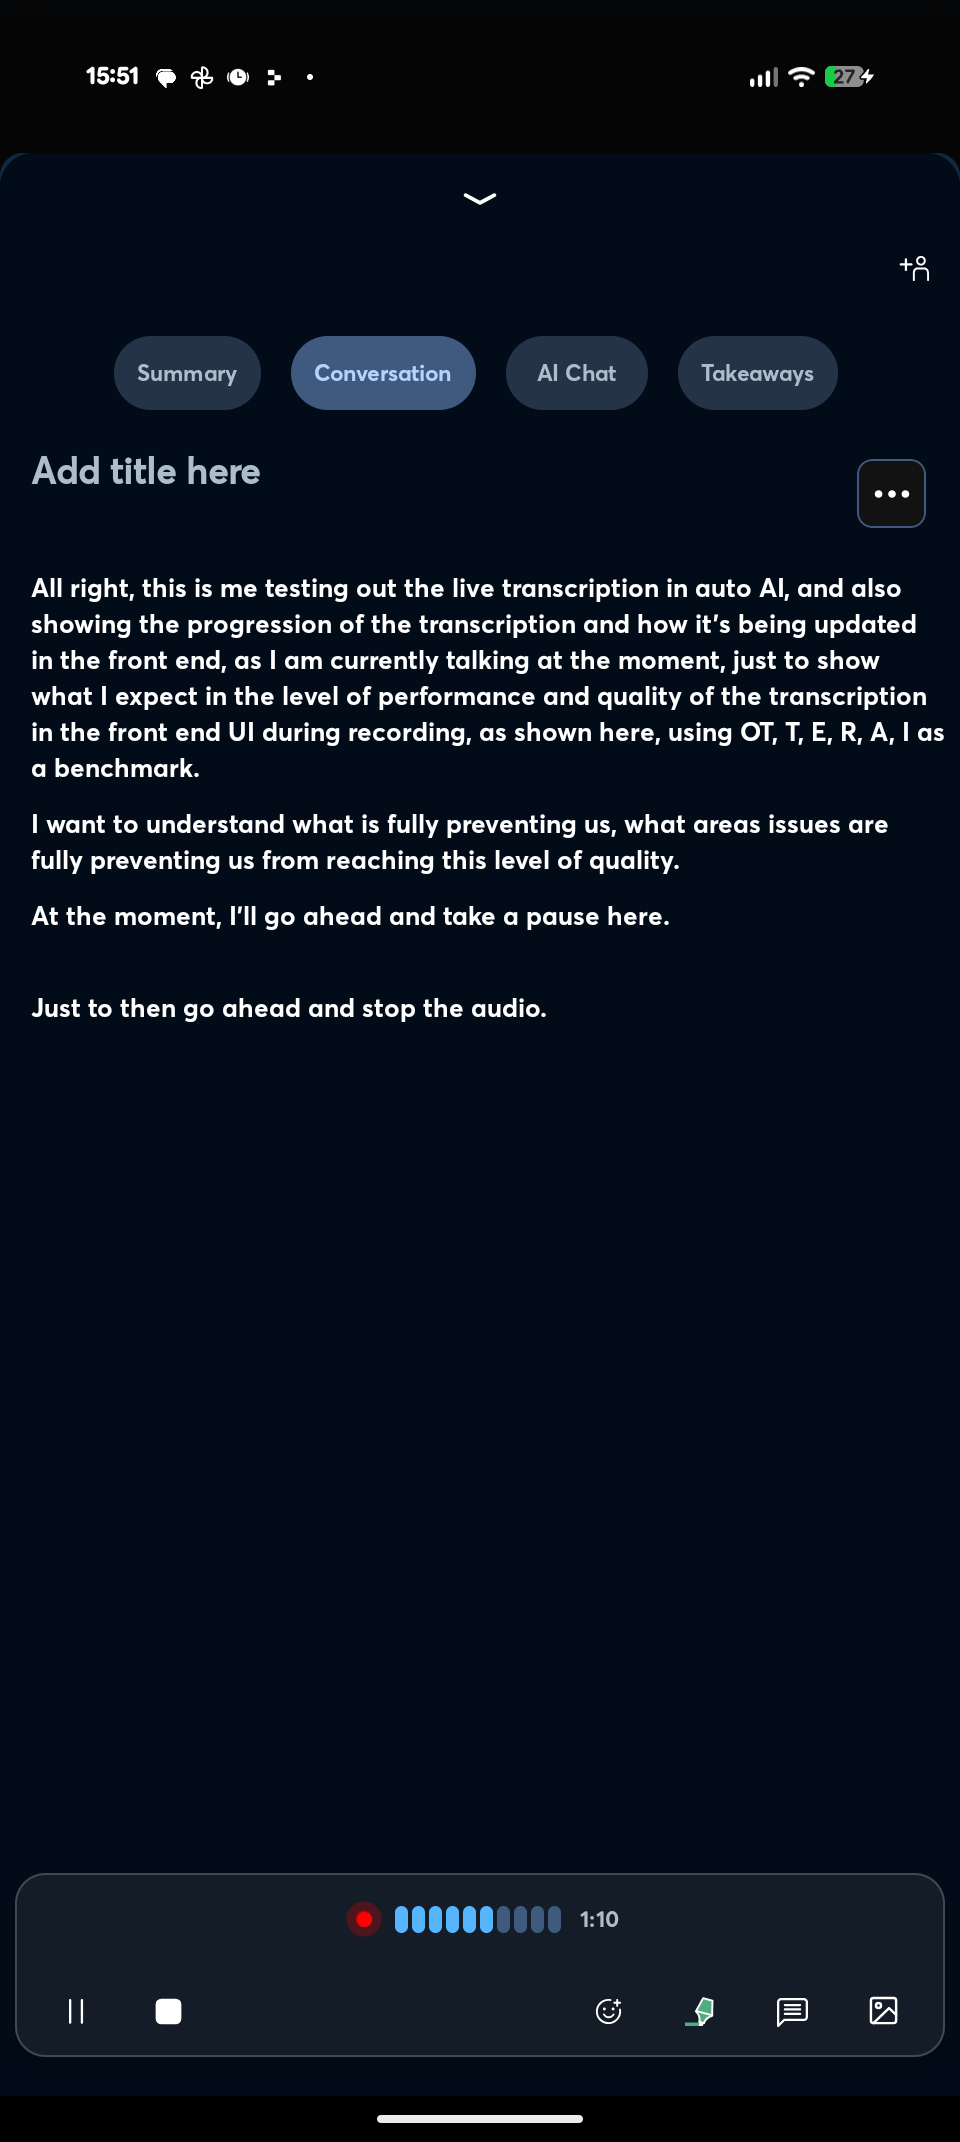 15:51
27
Summary
Conversation
AI Chat
Takeaways
Add title here
All right, this is me testing out the live transcription in auto AI, and also
showing the progression of the transcription and how it's being updated
in the front end, as I am currently talking at the moment, just to show
what I expect in the level of performance and quality of the transcription
in the front end UI during recording, as shown here, using OT, T, E, R, A, I as
a benchmark.
I want to understand what is fully preventing us, what areas issues are
fully preventing us from reaching this level of quality.
At the moment, I'll go ahead and take a pause here.
Just to then go ahead and stop the audio.
1:10